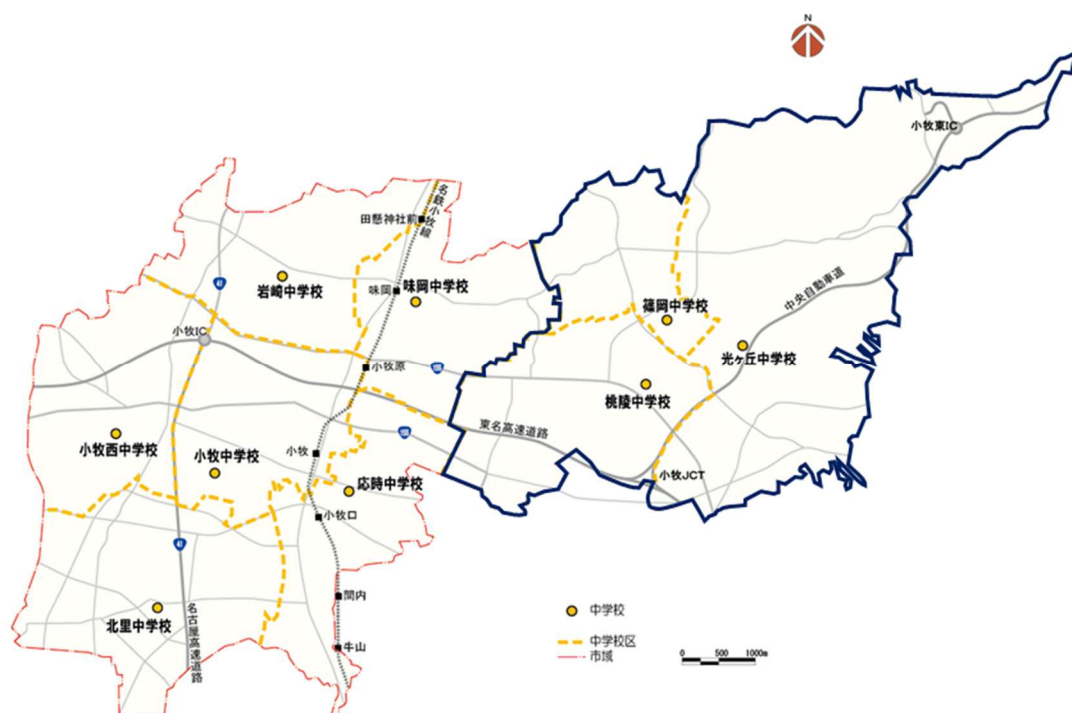 N
小牧東IC
名鉄小牧線
田懸神社前
味岡
味岡中学校
岩崎中学校
41
小牧IC
中央自動車道
篠岡中学校
光ヶ丘中学校
小牧原
155
桃陵中学校
155
東名高速道路
小牧西中学校
小牧中学校
小牧
小牧JCT
応時中学校
小牧口
41
間内
北里中学校
名古屋高速道路
牛山
中学校
中学校区
市域
0 500 1000m